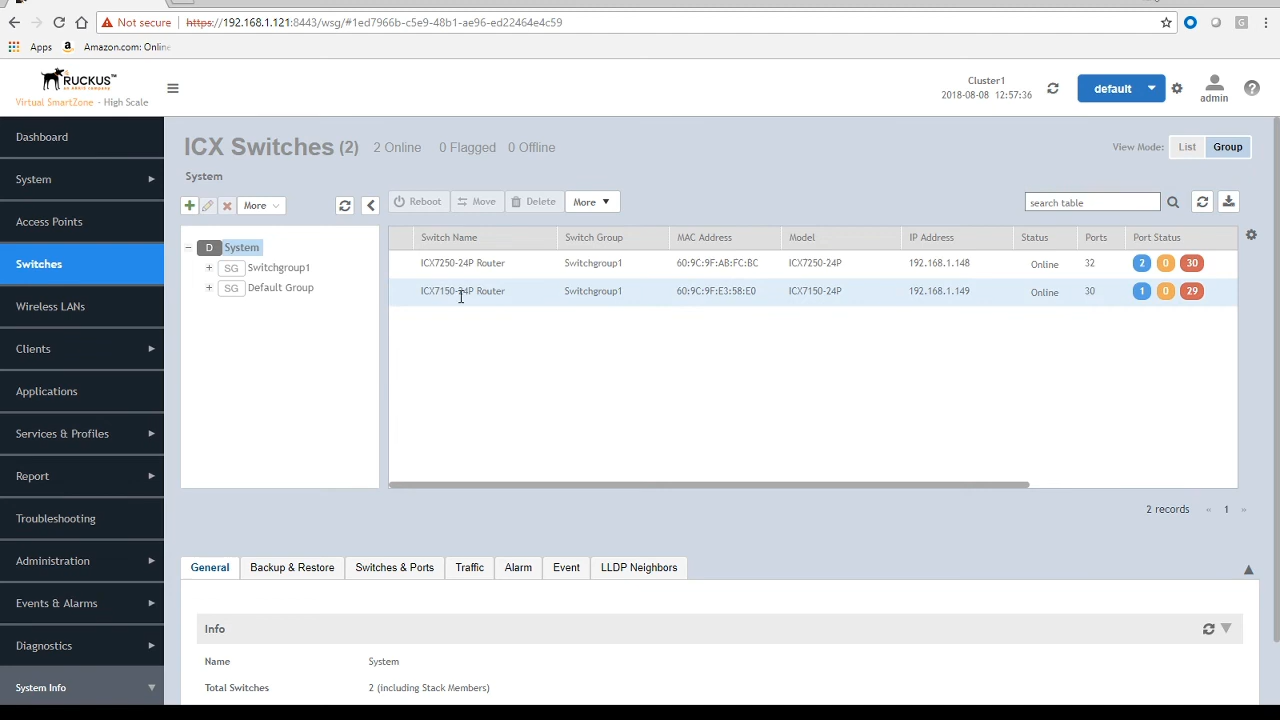 Not secure https://192.168.1.121:8443/wsg/#1ed7966b-c5e9-48b1-ae96-ed22464e4c59
G
Apps a Amazon.com: Online
RUCKUS™
an ARRIS company
Virtual SmartZone - High Scale
Cluster1
2018-08-08 12:57:36
default
admin
?
Dashboard
System
Access Points
Switches
Wireless LANs
Clients
Applications
Services & Profiles
Report
Troubleshooting
Administration
Events & Alarms
Diagnostics
System Info
ICX Switches (2) 2 Online 0 Flagged 0 Offline
View Mode: List Group
System
More
Reboot Move Delete More
search table
D System
SG Switchgroup1
SG Default Group
Switch Name Switch Group MAC Address Model IP Address Status Ports Port Status
ICX7250-24P Router Switchgroup1 60:9C:9F:AB:FC:BC ICX7250-24P 192.168.1.148 Online 32 2 0 30
ICX7150-24P Router Switchgroup1 60:9C:9F:E3:58:E0 ICX7150-24P 192.168.1.149 Online 30 1 0 29
2 records « 1 »
General Backup & Restore Switches & Ports Traffic Alarm Event LLDP Neighbors
Info
Name System
Total Switches 2 (including Stack Members)